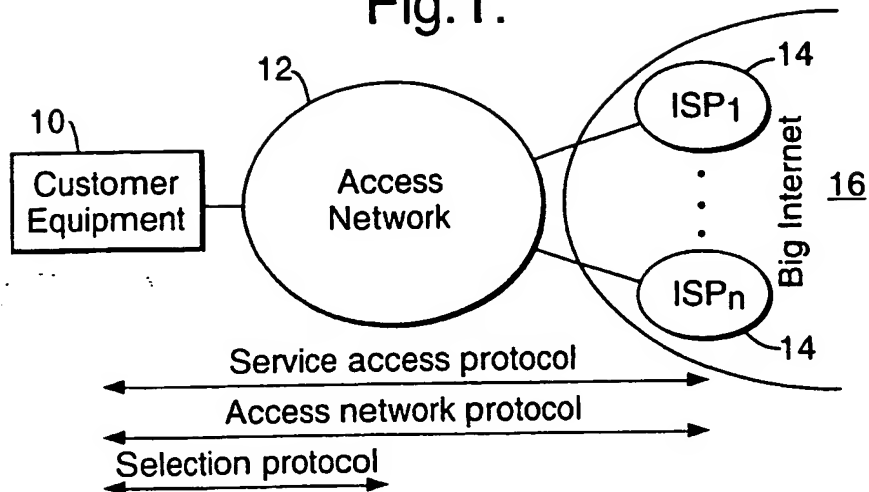 Fig.1.
12
14
10
ISP1
Customer
Equipment
Access
Network
Big Internet
16
ISPn
14
Service access protocol
Access network protocol
Selection protocol